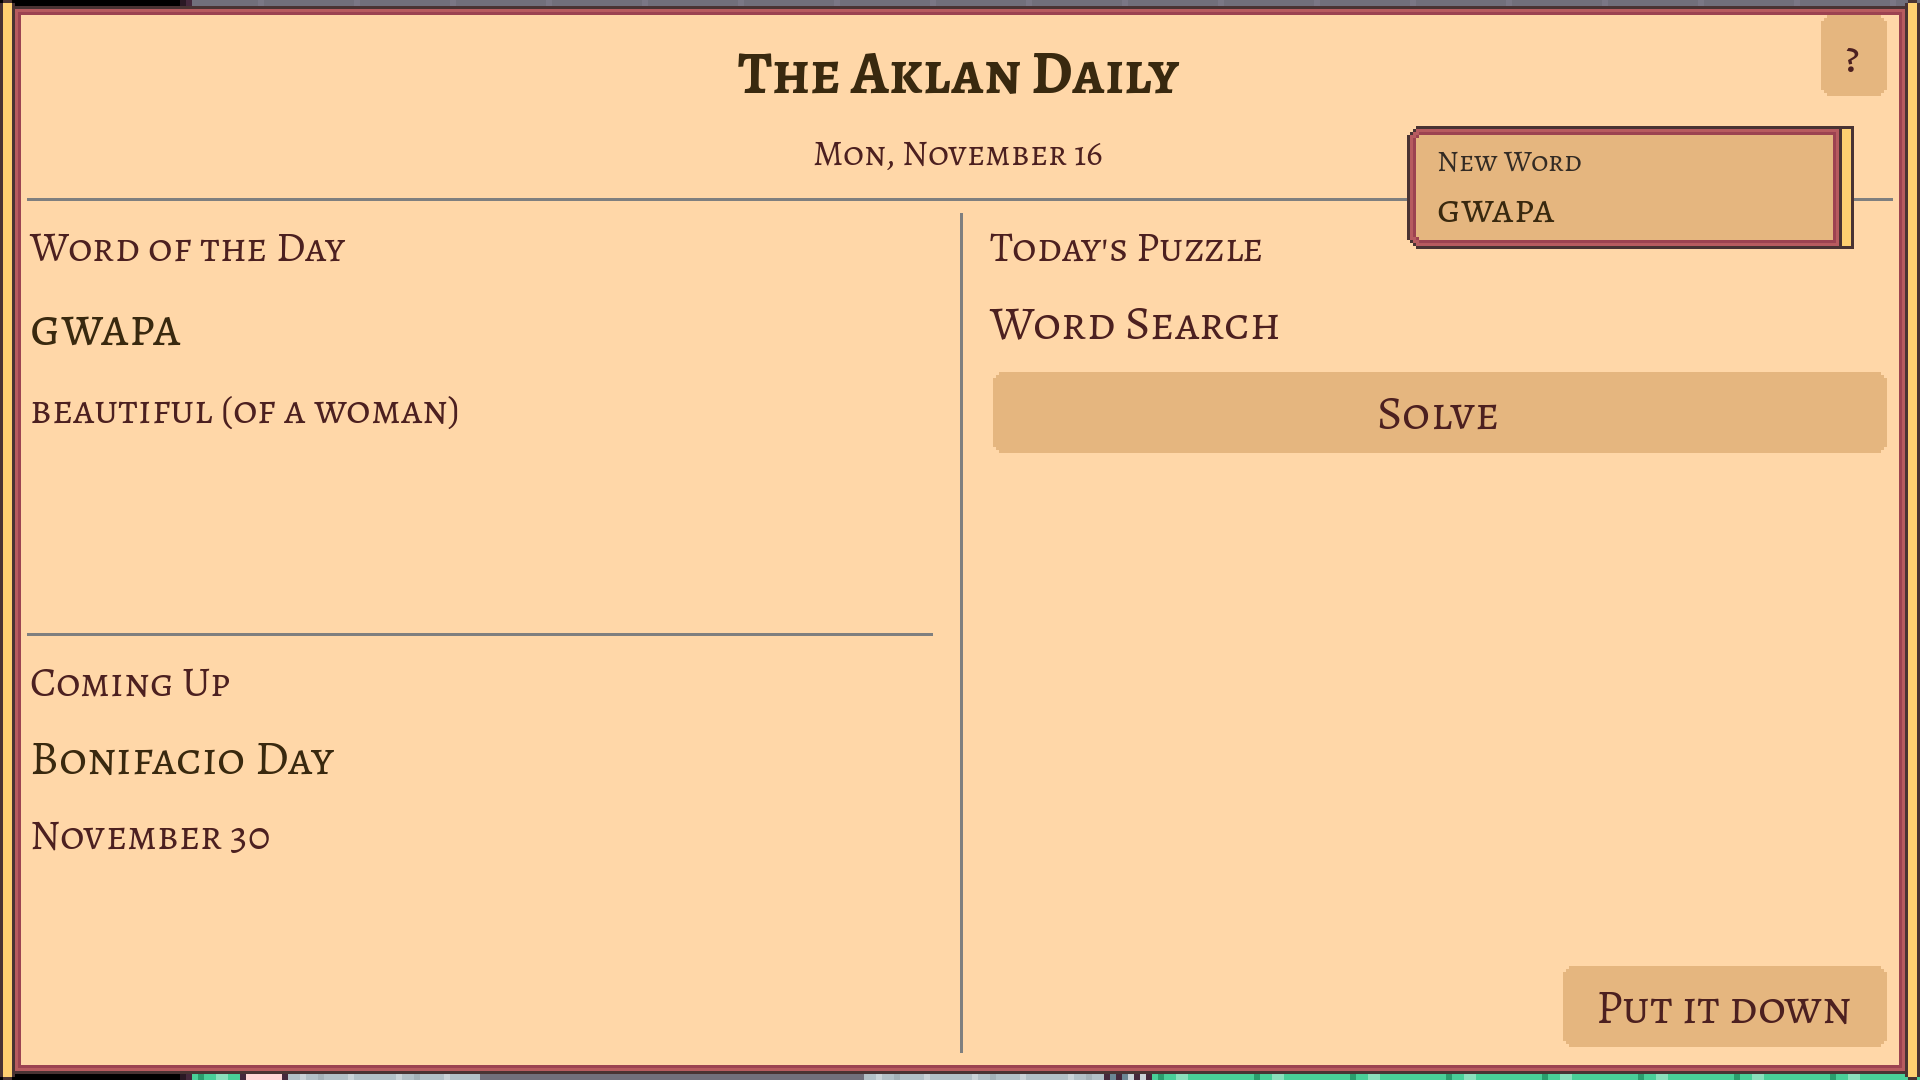 The Aklan Daily
?
Mon, November 16
New Word
gwapa
Word of the Day
gwapa
beautiful (of a woman)
Coming Up
Bonifacio Day
November 30
Today's Puzzle
Word Search
Solve
Put it down